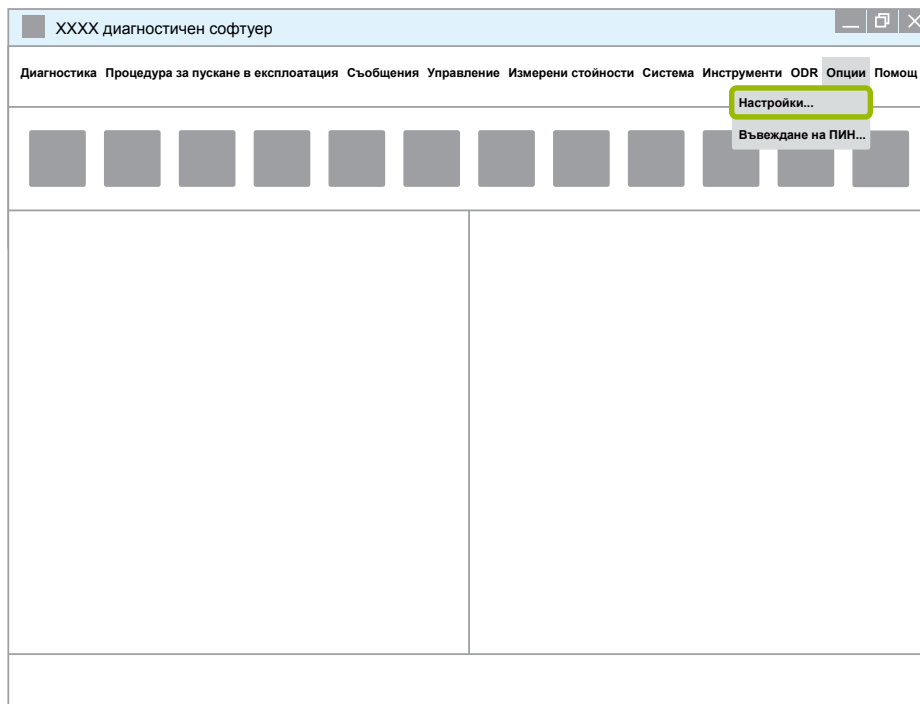 XXXX диагностичен софтуер
Диагностика Процедура за пускане в експлоатация Съобщения Управление Измерени стойности Система Инструменти ODR Опции Помощ
Настройки...
Въвеждане на ПИН...